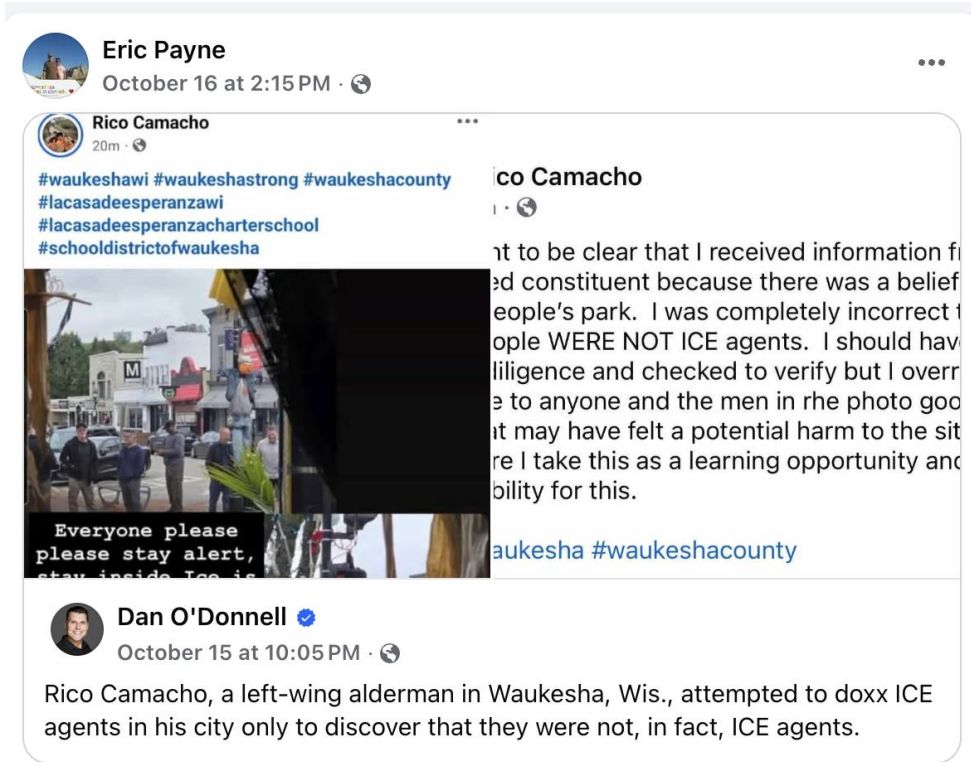 Eric Payne
October 16 at 2:15 PM ·
Rico Camacho
20m ·
#waukeshawi #waukeshastrong #waukeshacounty
#lacasadeesperanzawi
#lacasadeesperanzacharterschool
#schooldistrictofwaukesha
M
Everyone please
please stay alert,
stay inside Ice is
ico Camacho
nt to be clear that I received information f
ed constituent because there was a belief
eople's park. I was completely incorrect
ople WERE NOT ICE agents. I should hav
diligence and checked to verify but I overr
e to anyone and the men in rhe photo goo
at may have felt a potential harm to the sit
re I take this as a learning opportunity and
bility for this.
aukesha #waukeshacounty
Dan O'Donnell
October 15 at 10:05 PM ·
Rico Camacho, a left-wing alderman in Waukesha, Wis., attempted to doxx ICE
agents in his city only to discover that they were not, in fact, ICE agents.